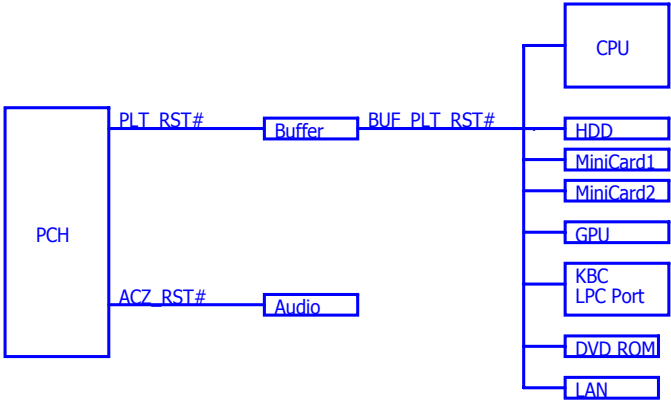 CPU
PLT_RST#
Buffer
BUF_PLT_RST#
HDD
MiniCard1
MiniCard2
PCH
GPU
KBC
LPC Port
ACZ_RST#
Audio
DVD ROM
LAN